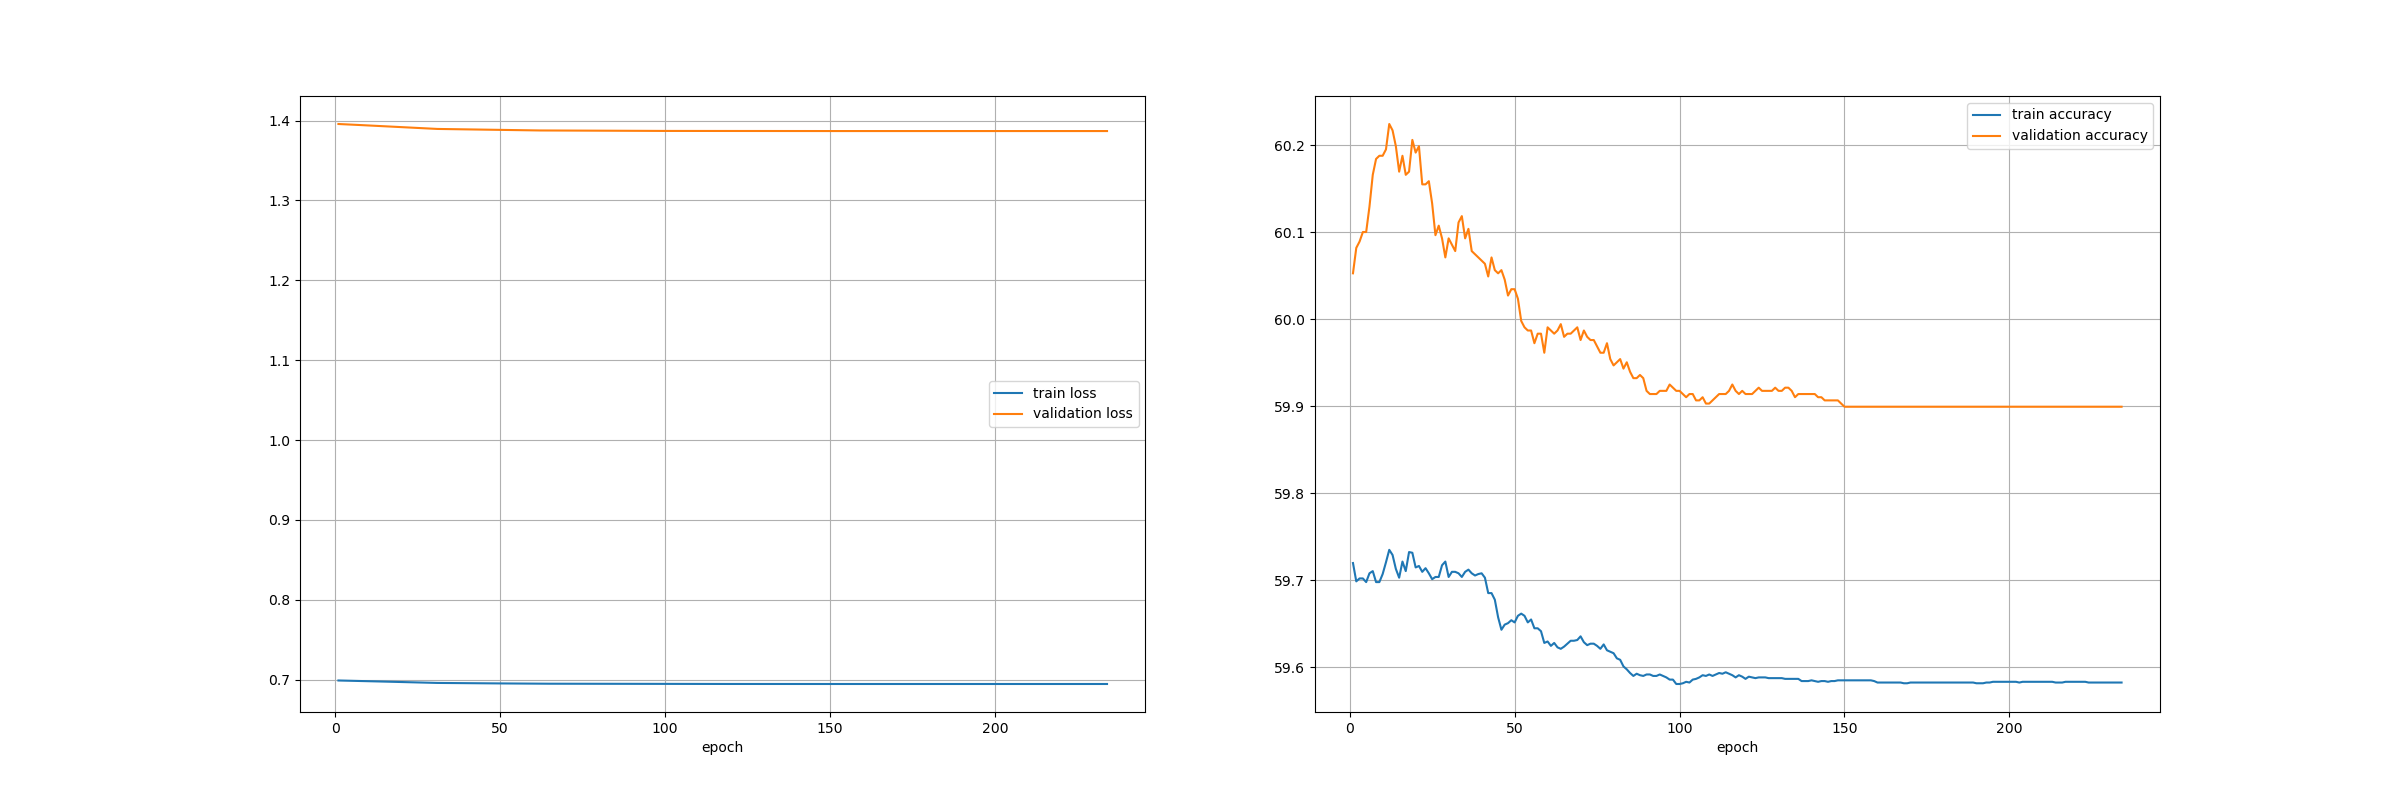 1.4
1.3
1.2
1.1
1.0
0.9
0.8
0.7
0 50 100 150 200
epoch
train loss
validation loss
60.2
60.1
60.0
59.9
59.8
59.7
59.6
0 50 100 150 200
epoch
train accuracy
validation accuracy